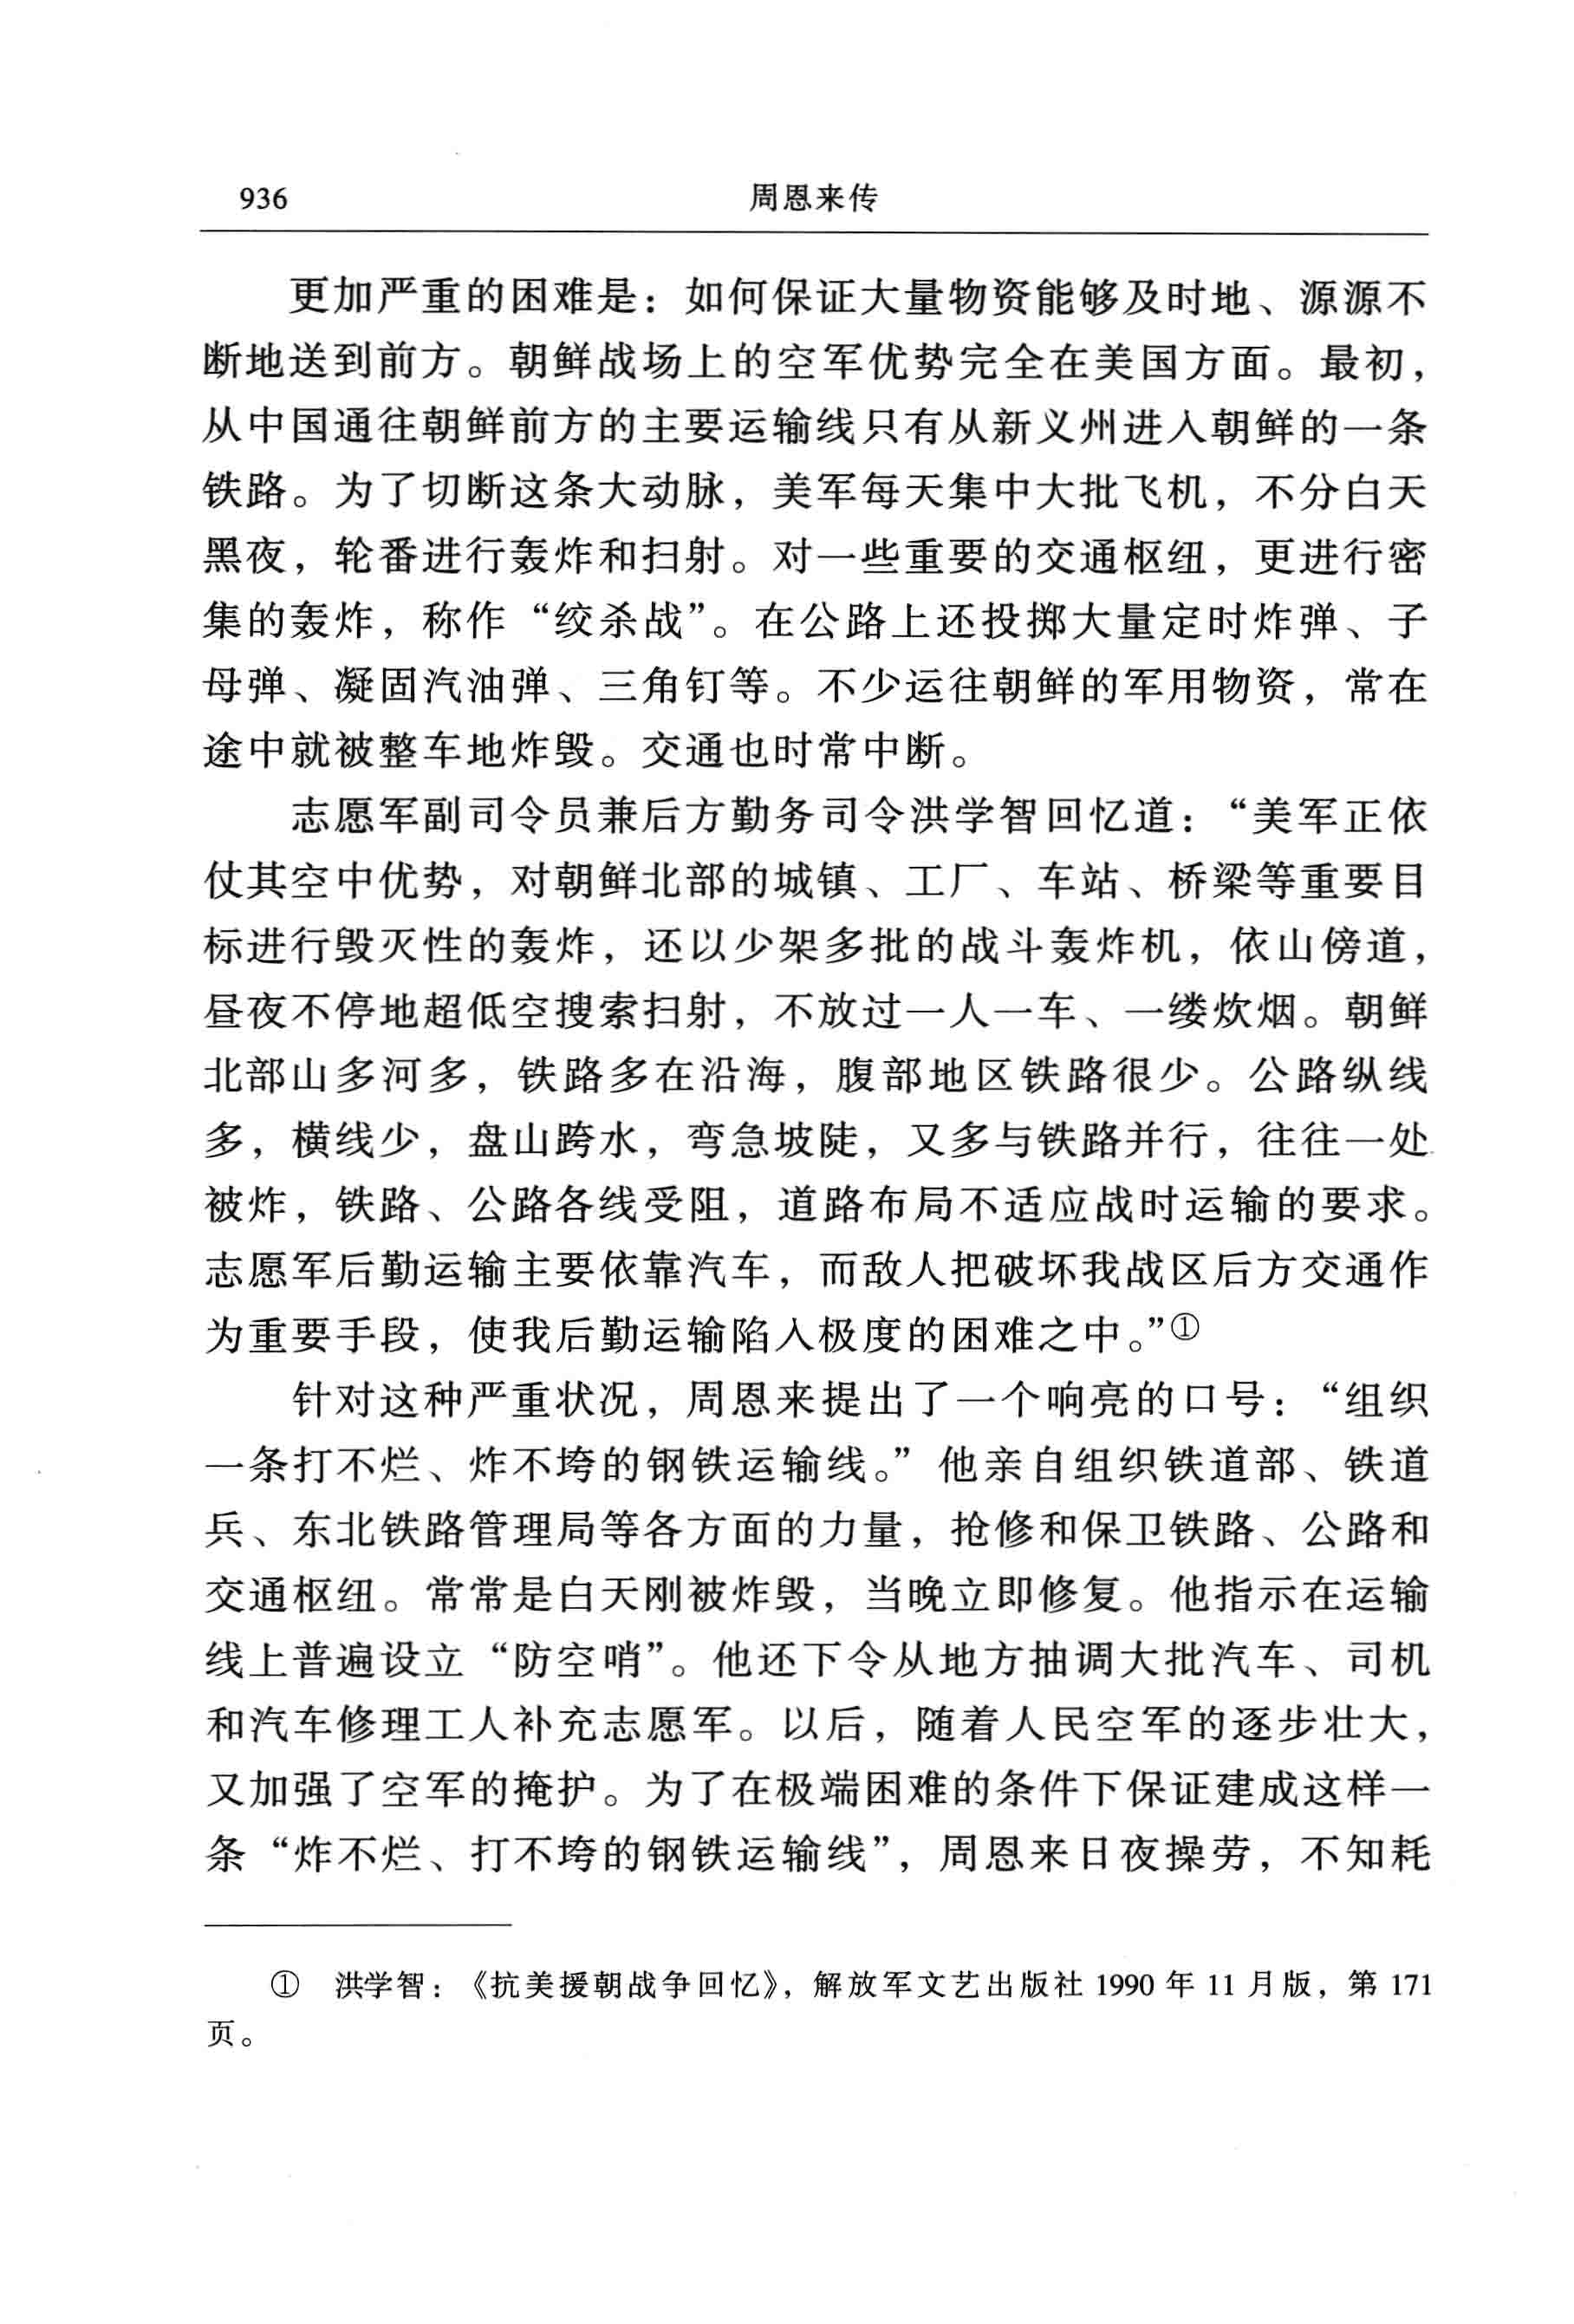 936 周恩来传
更加严重的困难是：如何保证大量物资能够及时地、源源不
断地送到前方。朝鲜战场上的空军优势完全在美国方面。最初，
从中国通往朝鲜前方的主要运输线只有从新义州进入朝鲜的一条
铁路。为了切断这条大动脉，美军每天集中大批飞机，不分白天
黑夜，轮番进行轰炸和扫射。对一些重要的交通枢纽，更进行密
集的轰炸，称作“绞杀战”。在公路上还投掷大量定时炸弹、子
母弹、凝固汽油弹、三角钉等。不少运往朝鲜的军用物资，常在
途中就被整车地炸毁。交通也时常中断。
志愿军副司令员兼后方勤务司令洪学智回忆道：“美军正依
仗其空中优势，对朝鲜北部的城镇、工厂、车站、桥梁等重要目
标进行毁灭性的轰炸，还以少架多批的战斗轰炸机，依山傍道，
昼夜不停地超低空搜索扫射，不放过一人一车、一缕炊烟。朝鲜
北部山多河多，铁路多在沿海，腹部地区铁路很少。公路纵线
多，横线少，盘山跨水，弯急坡陡，又多与铁路并行，往往一处
被炸，铁路、公路各线受阻，道路布局不适应战时运输的要求。
志愿军后勤运输主要依靠汽车，而敌人把破坏我战区后方交通作
为重要手段，使我后勤运输陷入极度的困难之中。”①
针对这种严重状况，周恩来提出了一个响亮的口号：“组织
一条打不烂、炸不垮的钢铁运输线。”他亲自组织铁道部、铁道
兵、东北铁路管理局等各方面的力量，抢修和保卫铁路、公路和
交通枢纽。常常是白天刚被炸毁，当晚立即修复。他指示在运输
线上普遍设立“防空哨”。他还下令从地方抽调大批汽车、司机
和汽车修理工人补充志愿军。以后，随着人民空军的逐步壮大，
又加强了空军的掩护。为了在极端困难的条件下保证建成这样一
条“炸不烂、打不垮的钢铁运输线”，周恩来日夜操劳，不知耗
① 洪学智：《抗美援朝战争回忆》，解放军文艺出版社 1990 年 11 月版，第 171
页。